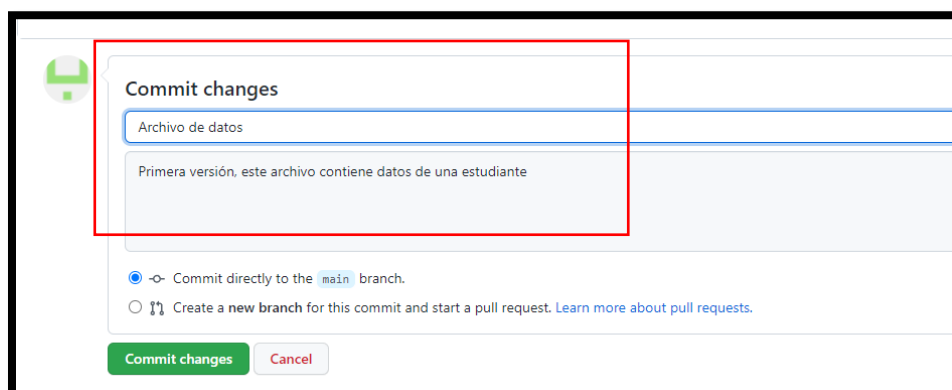 Commit changes
Archivo de datos
Primera versión, este archivo contiene datos de una estudiante
Commit directly to the main branch.
Create a new branch for this commit and start a pull request. Learn more about pull requests.
Commit changes Cancel